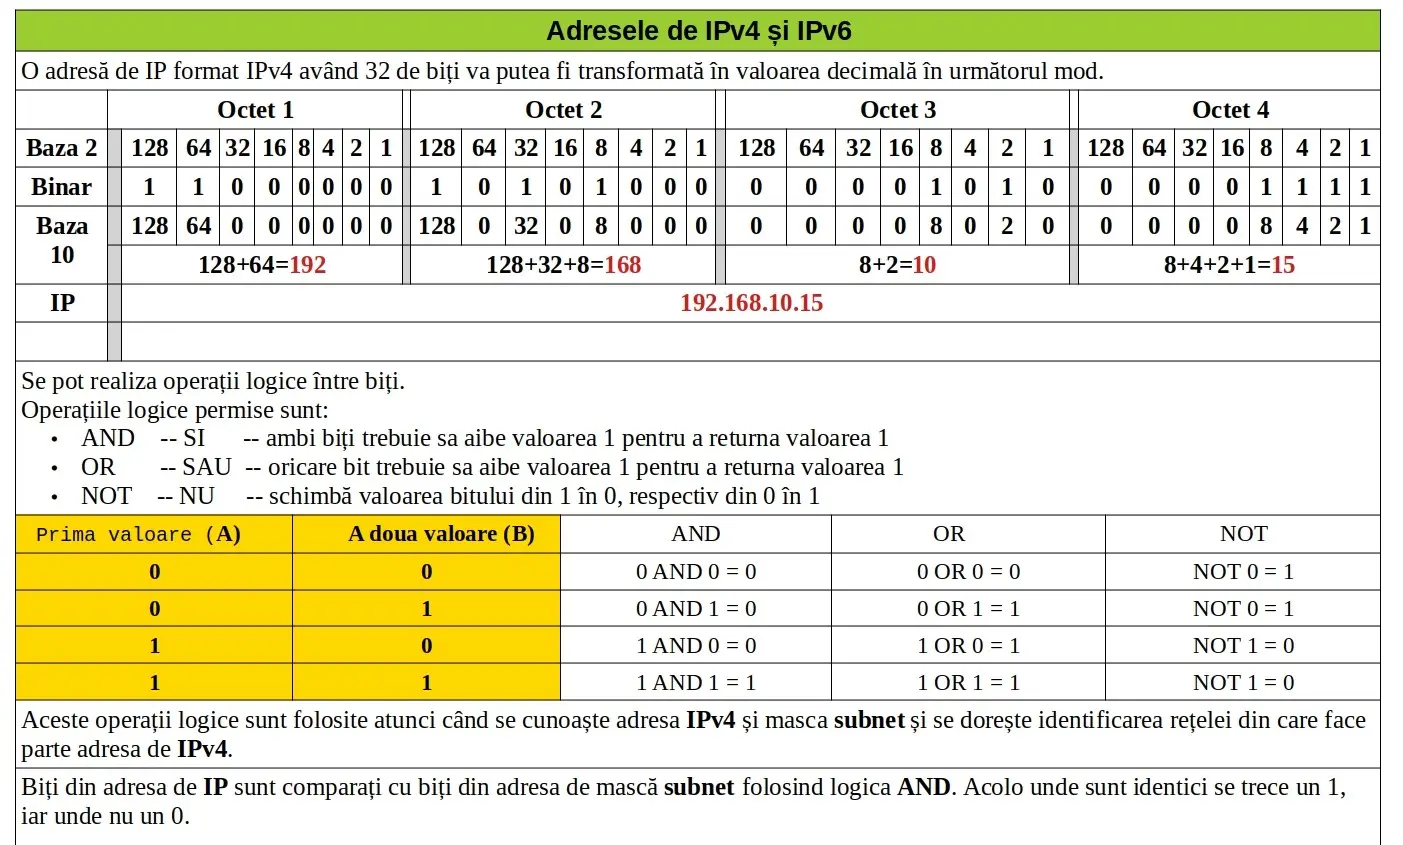 Adresele de IPv4 și IPv6
O adresă de IP format IPv4 având 32 de biți va putea fi transformată în valoarea decimală în următorul mod.
Octet 1 Octet 2 Octet 3 Octet 4
Baza 2 128 64 32 16 8 4 2 1 128 64 32 16 8 4 2 1 128 64 32 16 8 4 2 1 128 64 32 16 8 4 2 1
Binar 1 1 0 0 0 0 0 0 1 0 1 0 1 0 0 0 0 0 0 0 1 0 1 0 0 0 0 0 1 1 1 1
Baza 10 128 64 0 0 0 0 0 0 128 0 32 0 8 0 0 0 0 0 0 0 8 0 2 0 0 0 0 0 8 4 2 1
128+64=192 128+32+8=168 8+2=10 8+4+2+1=15
IP 192.168.10.15
Se pot realiza operații logice între biți.
Operațiile logice permise sunt:
• AND -- SI -- ambi biți trebuie sa aibe valoarea 1 pentru a returna valoarea 1
• OR -- SAU -- oricare bit trebuie sa aibe valoarea 1 pentru a returna valoarea 1
• NOT -- NU -- schimbă valoarea bitului din 1 în 0, respectiv din 0 în 1
Prima valoare (A) A doua valoare (B) AND OR NOT
0 0 0 AND 0 = 0 0 OR 0 = 0 NOT 0 = 1
0 1 0 AND 1 = 0 0 OR 1 = 1 NOT 0 = 1
1 0 1 AND 0 = 0 1 OR 0 = 1 NOT 1 = 0
1 1 1 AND 1 = 1 1 OR 1 = 1 NOT 1 = 0
Aceste operații logice sunt folosite atunci când se cunoaște adresa IPv4 și masca subnet și se dorește identificarea rețelei din care face
parte adresa de IPv4.
Biți din adresa de IP sunt comparați cu biți din adresa de mască subnet folosind logica AND. Acolo unde sunt identici se trece un 1,
iar unde nu un 0.